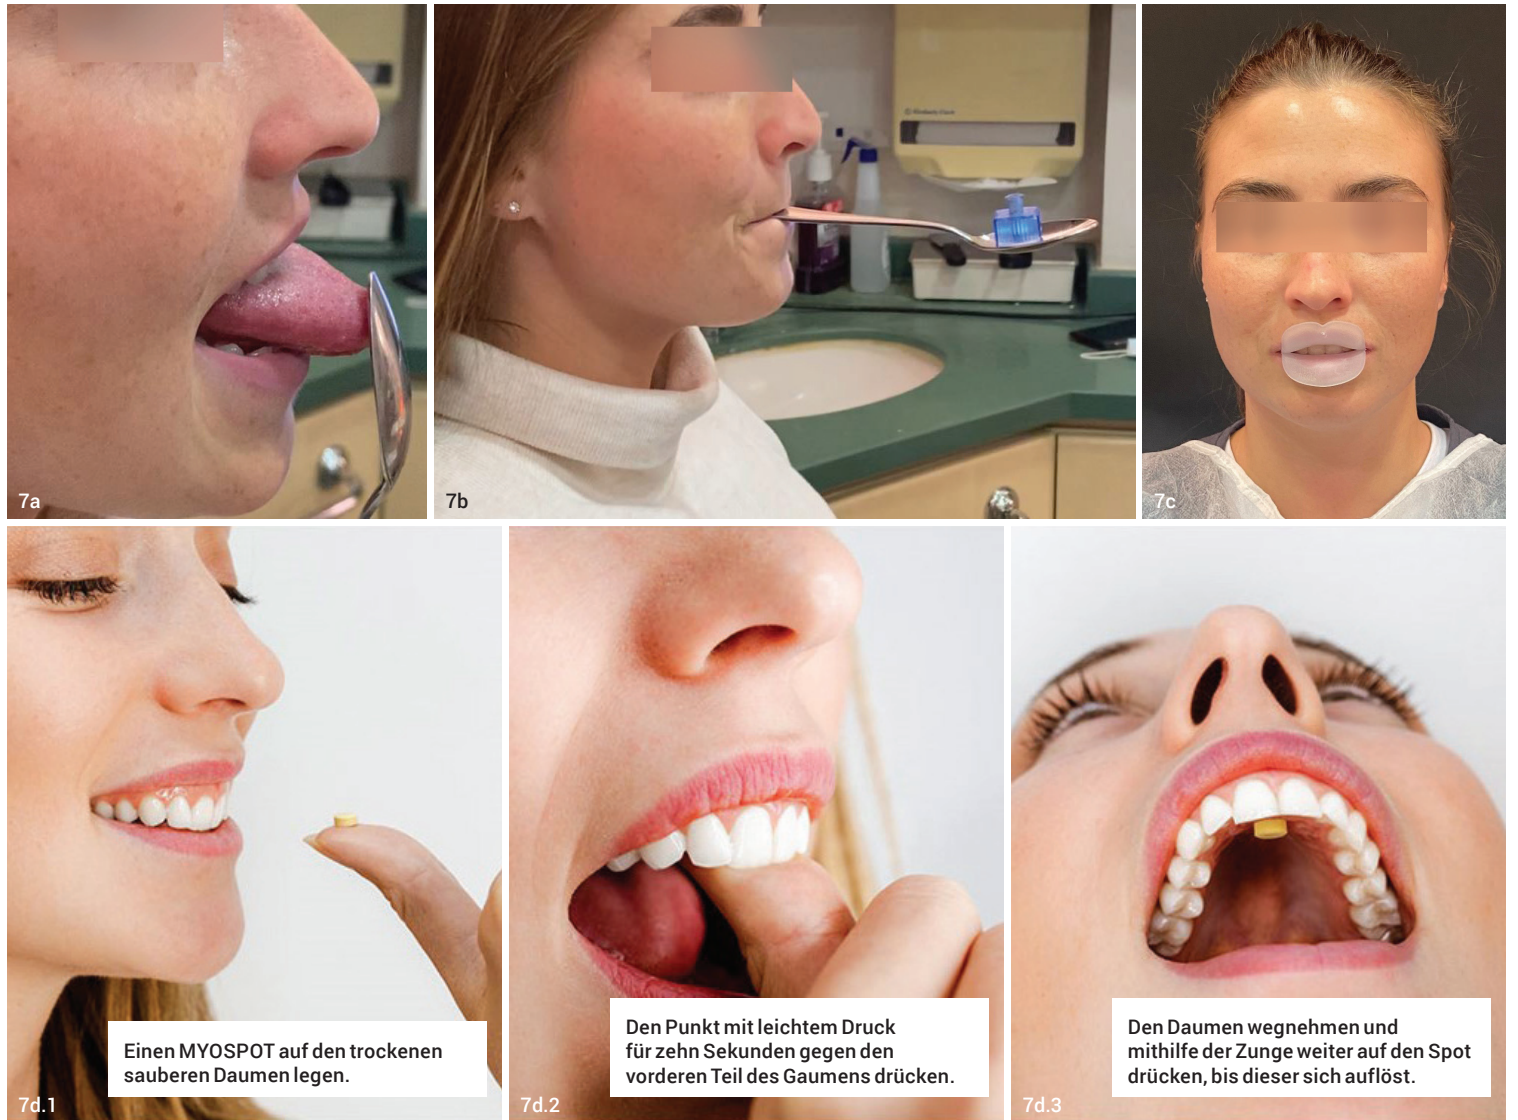 7a
7b
7c
Einen MYOSPOT auf den trockenen
sauberen Daumen legen.
7d.1
Den Punkt mit leichtem Druck
für zehn Sekunden gegen den
vorderen Teil des Gaumens drücken.
7d.2
Den Daumen wegnehmen und
mithilfe der Zunge weiter auf den Spot
drücken, bis dieser sich auflöst.
7d.3